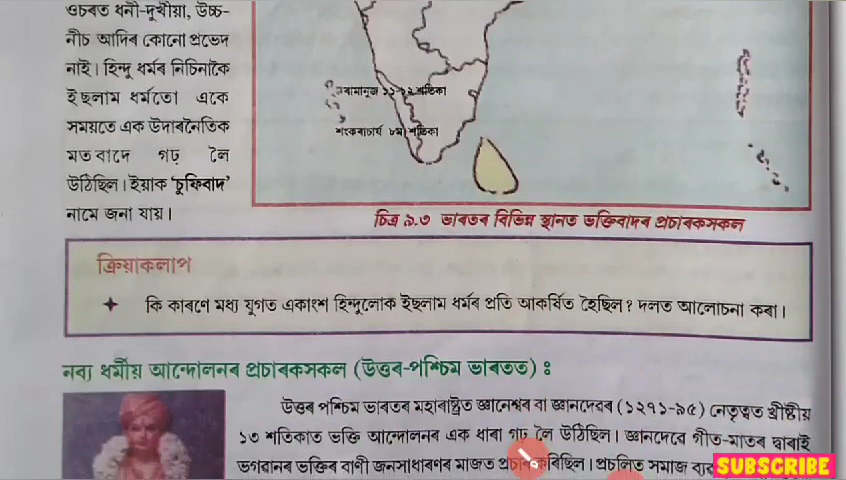 ওচৰত ধনী-দুখীয়া, উচ্চ-
নীচ আদিৰ কোনো প্ৰভেদ
নাই। হিন্দু ধৰ্মৰ নিচিনাকৈ
ইছলাম ধৰ্মতো একে
সময়তে এক উদাৰনৈতিক
মতবাদে গঢ় লৈ
উঠিছিল। ইয়াক 'চুফিবাদ'
নামে জনা যায়।
ৰামানুজ ১১-১২ শতিকা
শংকৰাচাৰ্য ৮ম শতিকা
চিত্ৰ ৯.৩ ভাৰতৰ বিভিন্ন স্থানত ভক্তিবাদৰ প্ৰচাৰকসকল
ক্ৰিয়াকলাপ
✦ কি কাৰণে মধ্য যুগত একাংশ হিন্দুলোক ইছলাম ধৰ্মৰ প্ৰতি আকৰ্ষিত হৈছিল? দলত আলোচনা কৰা।
নব্য ধৰ্মীয় আন্দোলনৰ প্ৰচাৰকসকল (উত্তৰ-পশ্চিম ভাৰতত) :
উত্তৰ পশ্চিম ভাৰতৰ মহাৰাষ্ট্ৰত জ্ঞানেশ্বৰ বা জ্ঞানদেৱৰ (১২৭১-৯৫) নেতৃত্বত খ্ৰীষ্টীয়
১৩ শতিকাত ভক্তি আন্দোলনৰ এক ধাৰা গঢ় লৈ উঠিছিল। জ্ঞানদেৱে গীত-মাতৰ দ্বাৰাই
ভগৱানৰ ভক্তিৰ বাণী জনসাধাৰণৰ মাজত প্ৰচাৰ কৰিছিল। প্ৰচলিত সমাজ
SUBSCRIBE